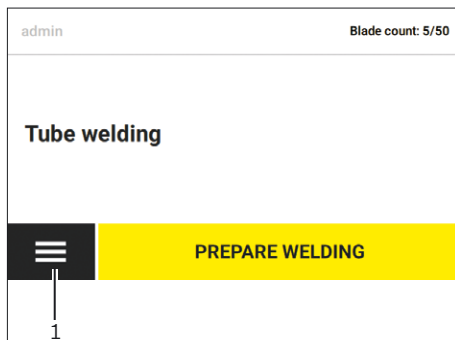 admin
Blade count: 5/50
Tube welding
PREPARE WELDING
1